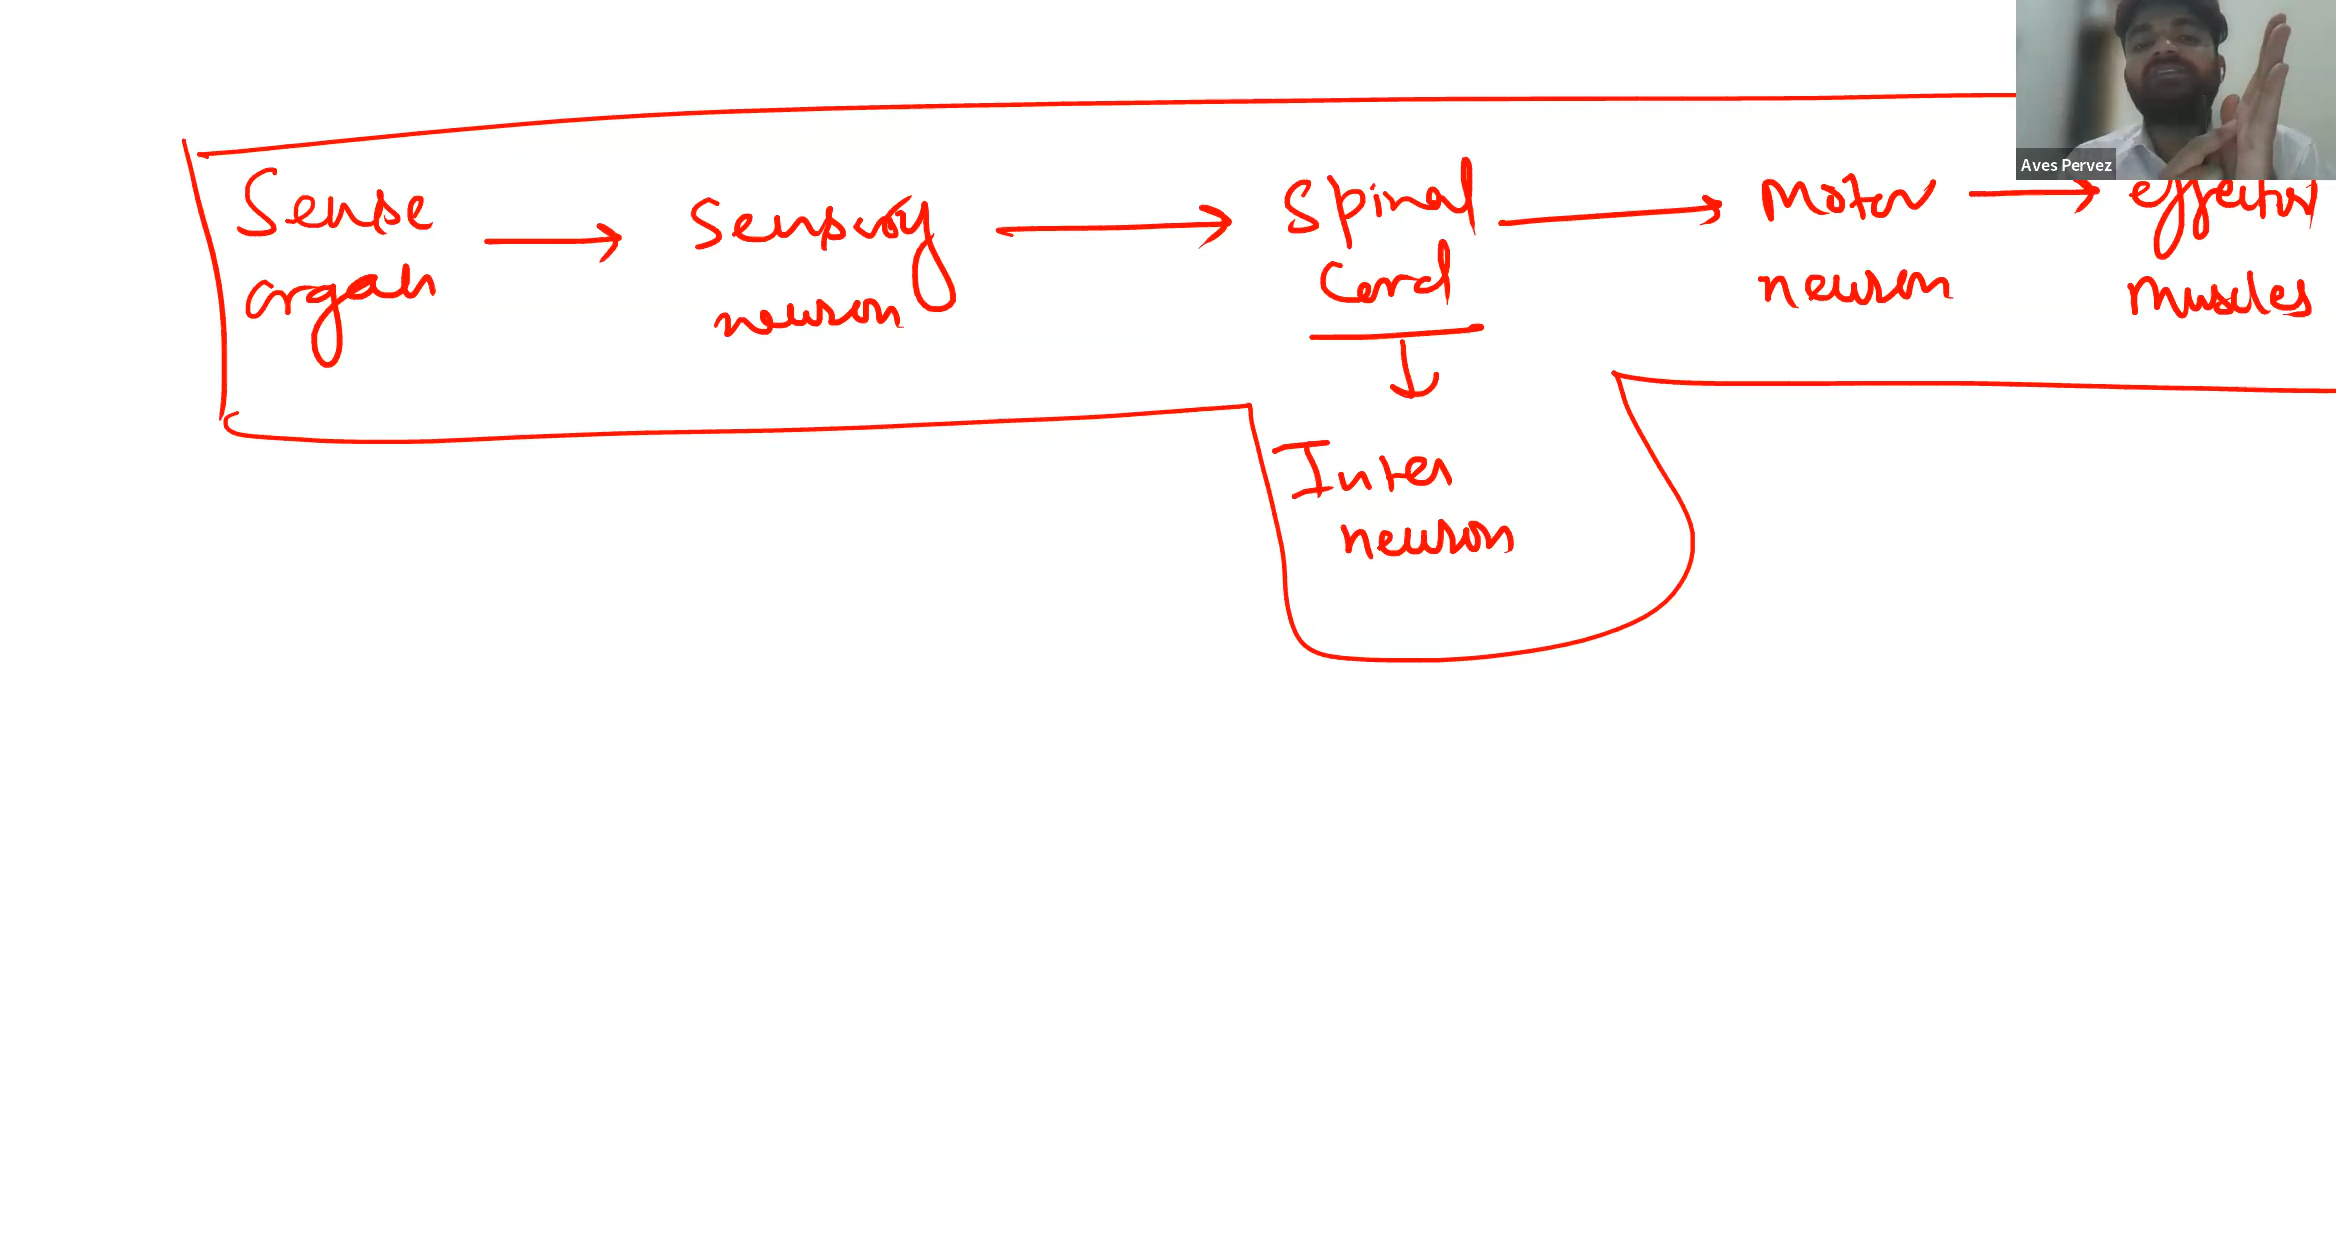 Aves Pervez
Sense
organ
Sensory
neuron
Spinal
Cord
Motor
neuron
effector
muscles
Inter
neuron